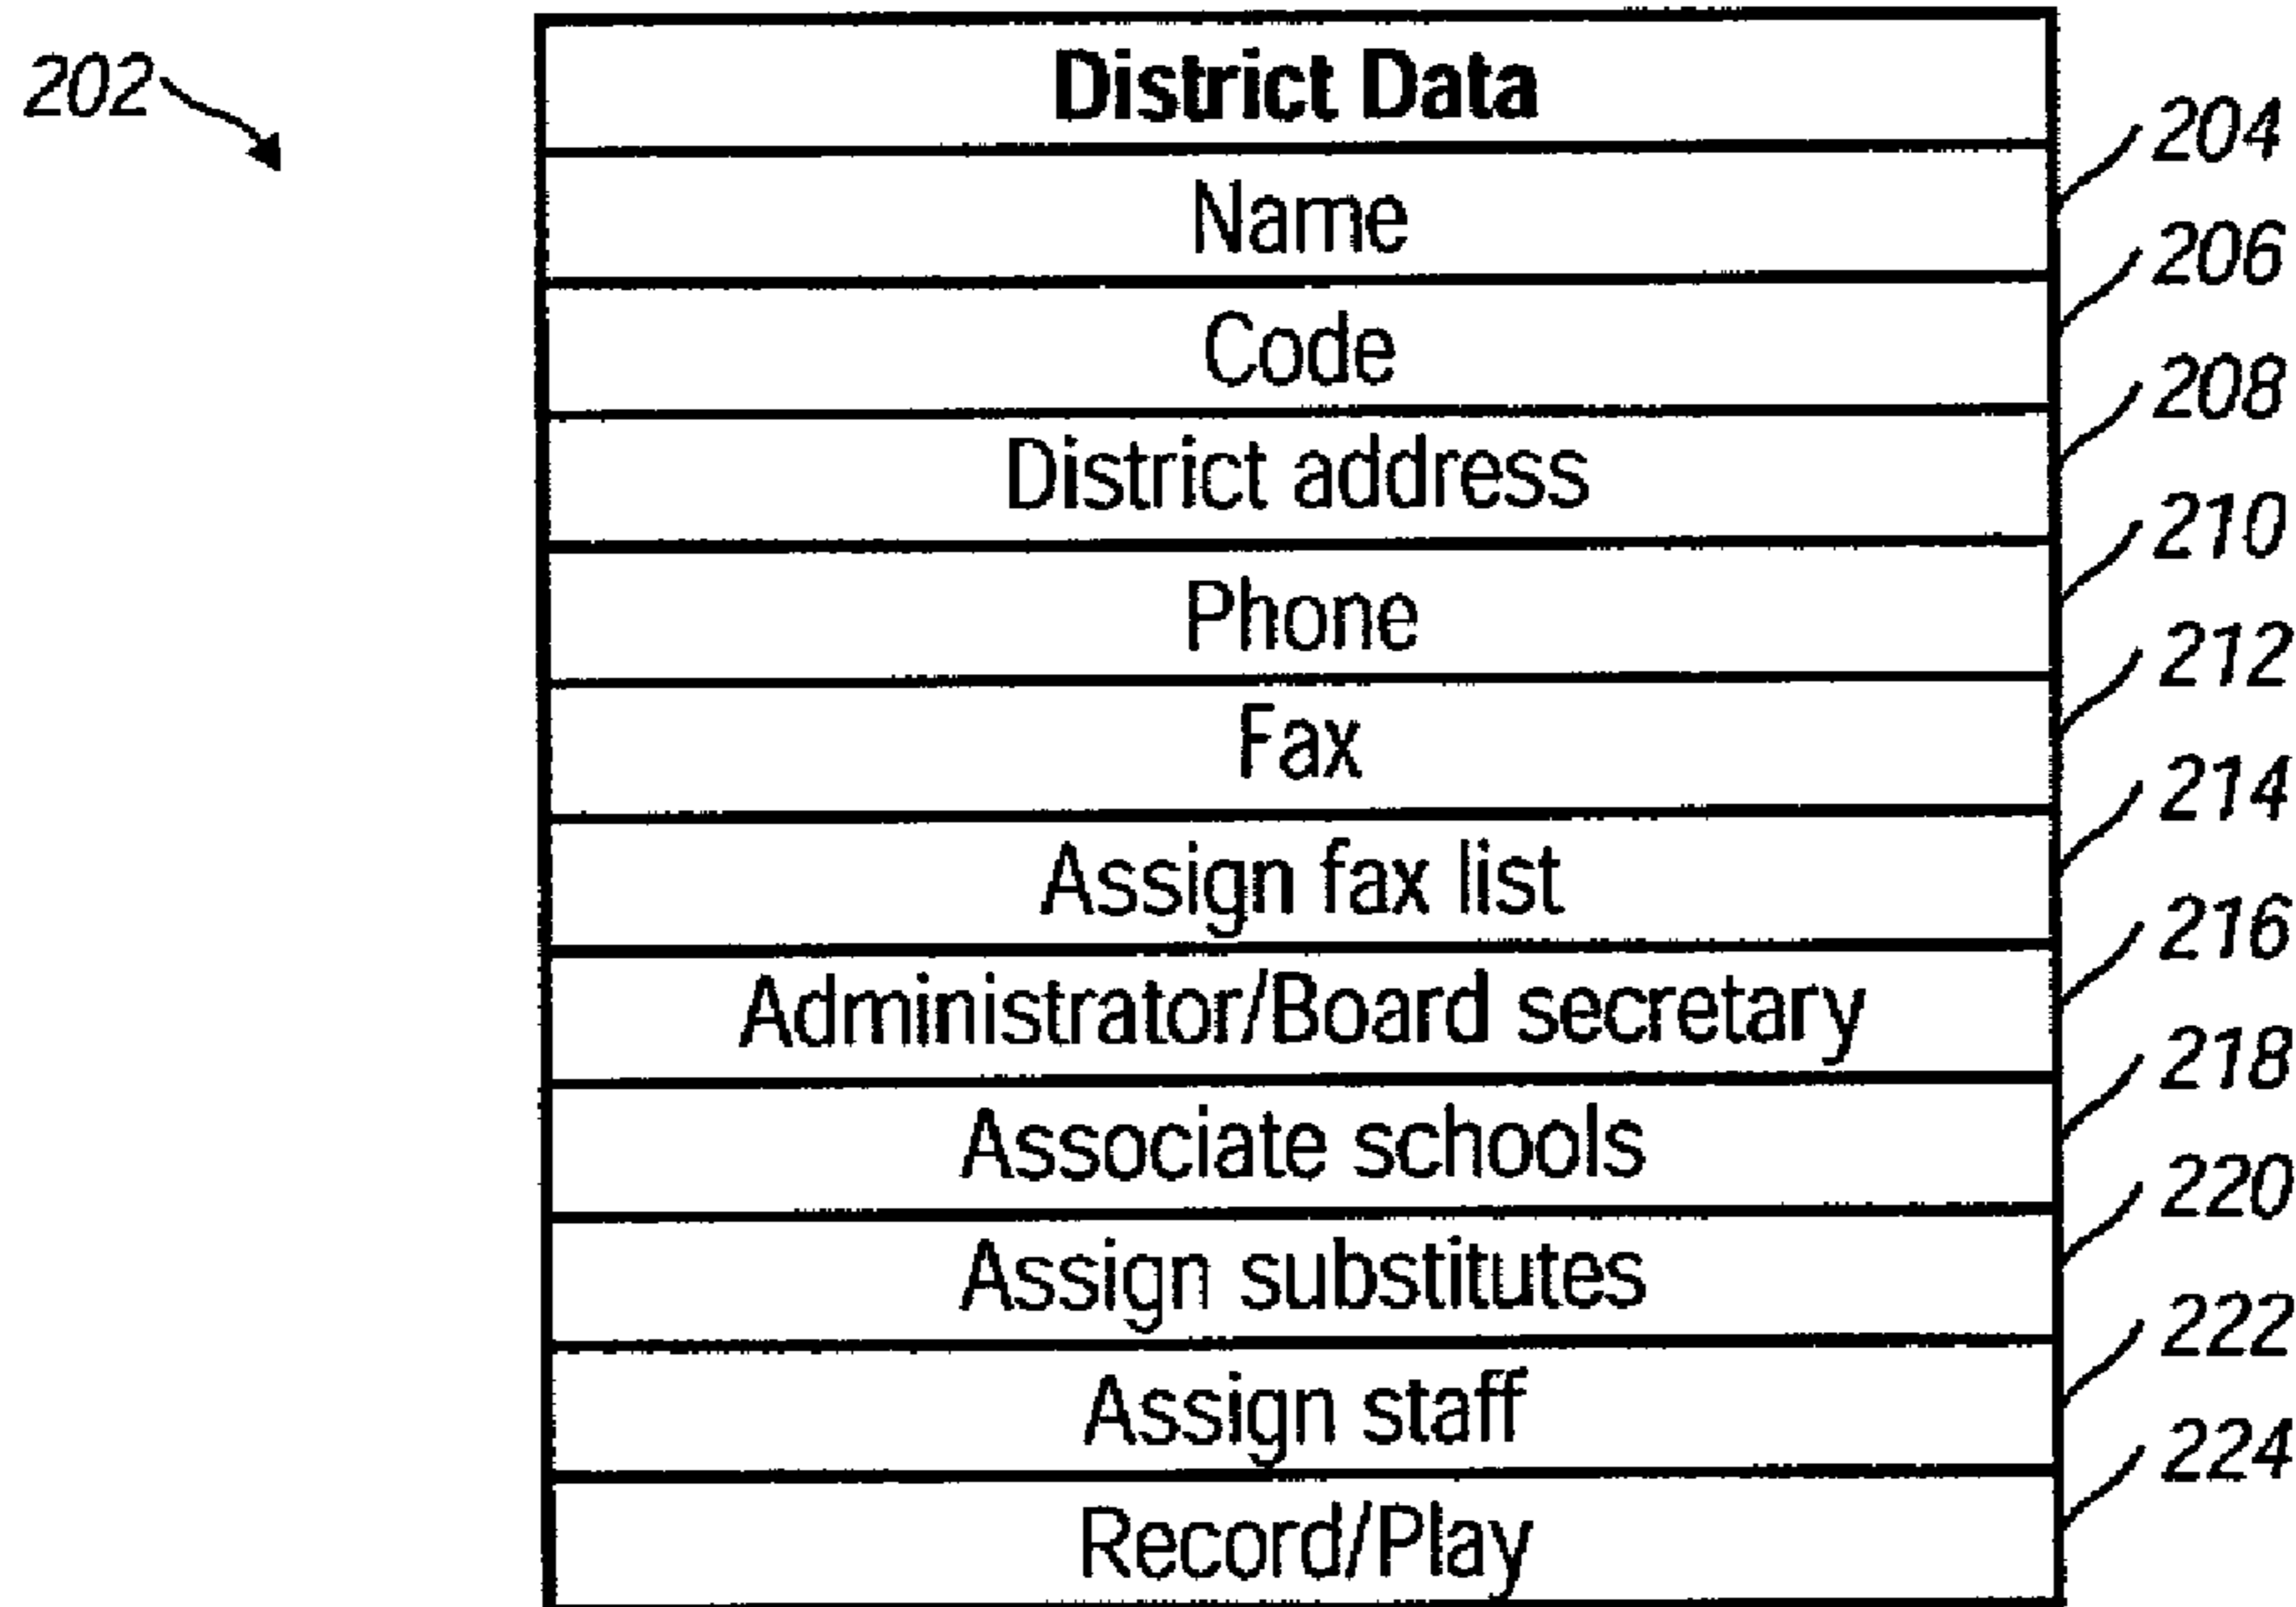 202
District Data
Name 204
Code 206
District address 208
Phone 210
Fax 212
Assign fax list 214
Administrator/Board secretary 216
Associate schools 218
Assign substitutes 220
Assign staff 222
Record/Play 224